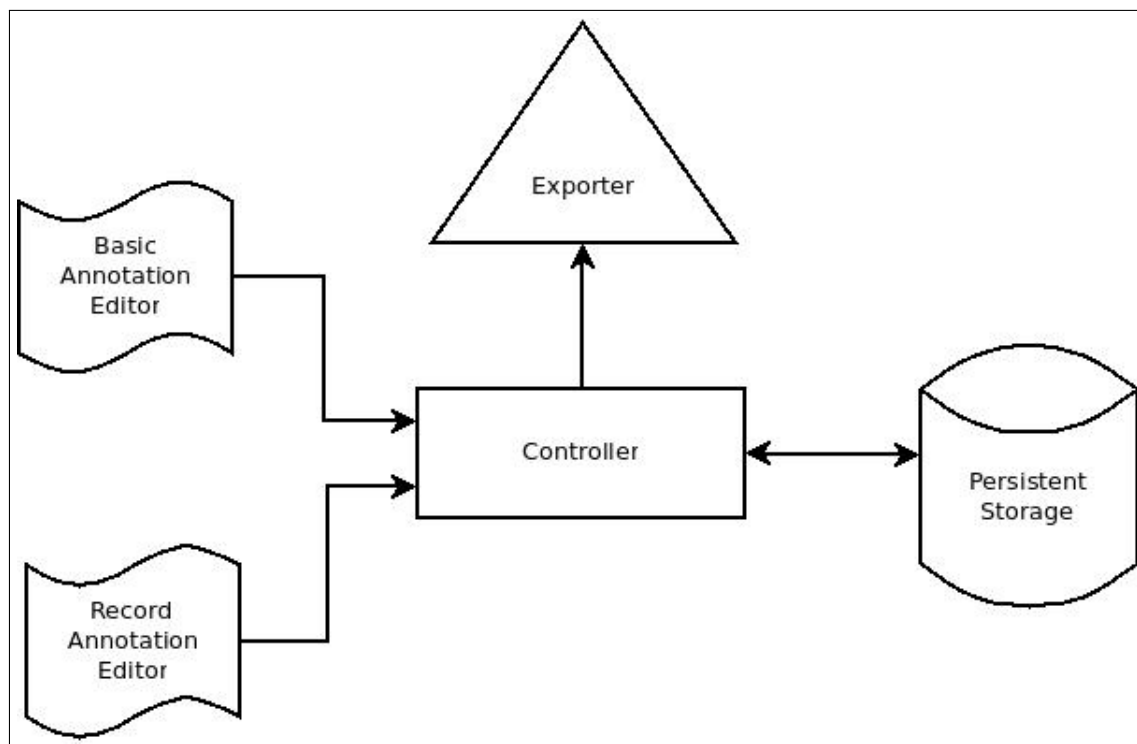 Exporter
Basic
Annotation
Editor
Controller
Persistent
Storage
Record
Annotation
Editor